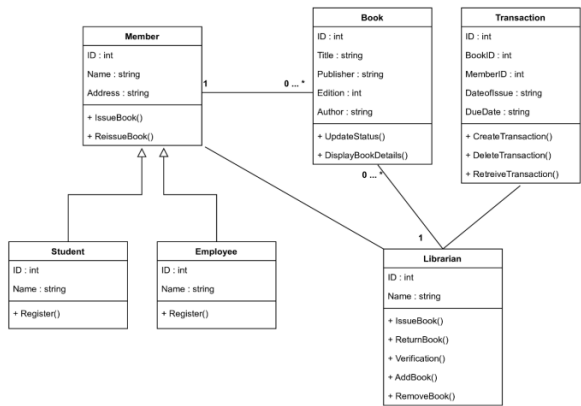 Member
ID : int
Name : string
Address : string
+ IssueBook()
+ ReissueBook()
1
0 ... *
Book
ID : int
Title : string
Publisher : string
Edition : int
Author : string
+ UpdateStatus()
+ DisplayBookDetails()
0 ... *
1
Transaction
ID : int
BookID : int
MemberID : int
DateofIssue : string
DueDate : string
+ CreateTransaction()
+ DeleteTransaction()
+ RetreiveTransaction()
Student
ID : int
Name : string
+ Register()
Employee
ID : int
Name : string
+ Register()
Librarian
ID : int
Name : string
+ IssueBook()
+ ReturnBook()
+ Verification()
+ AddBook()
+ RemoveBook()